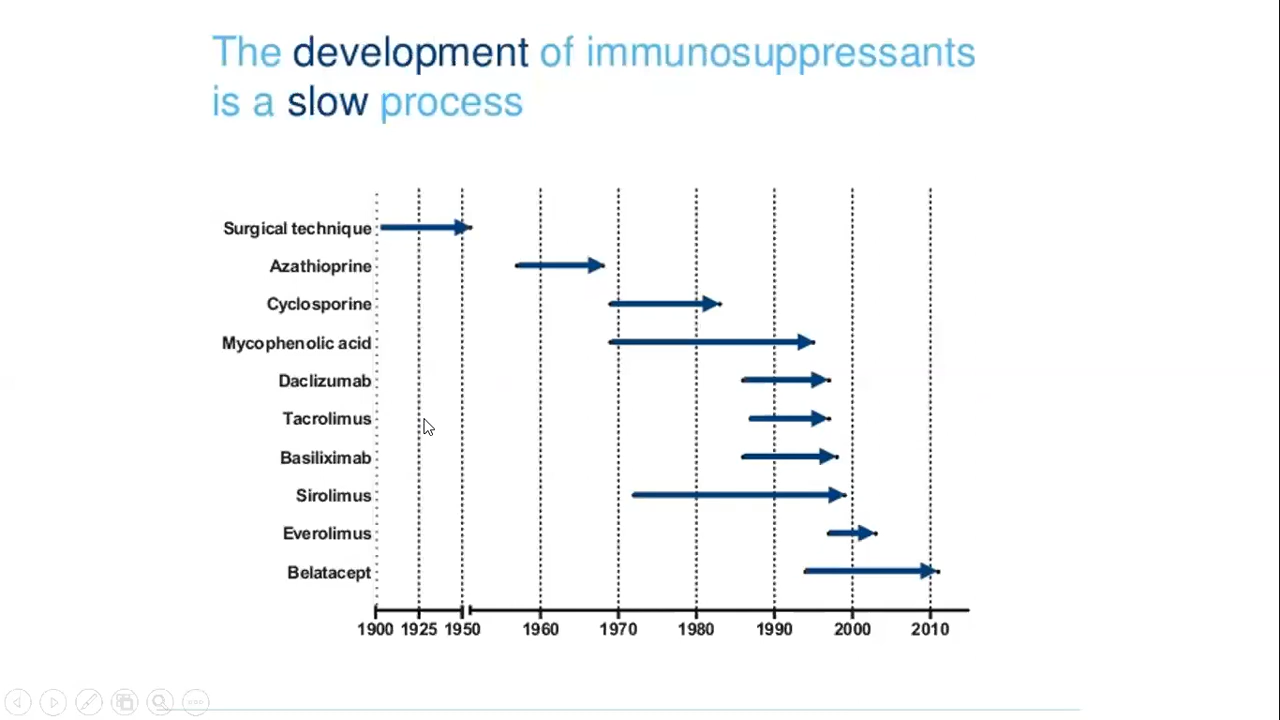 The development of immunosuppressants
is a slow process
Surgical technique
Azathioprine
Cyclosporine
Mycophenolic acid
Daclizumab
Tacrolimus
Basiliximab
Sirolimus
Everolimus
Belatacept
1900 1925 1950 1960 1970 1980 1990 2000 2010